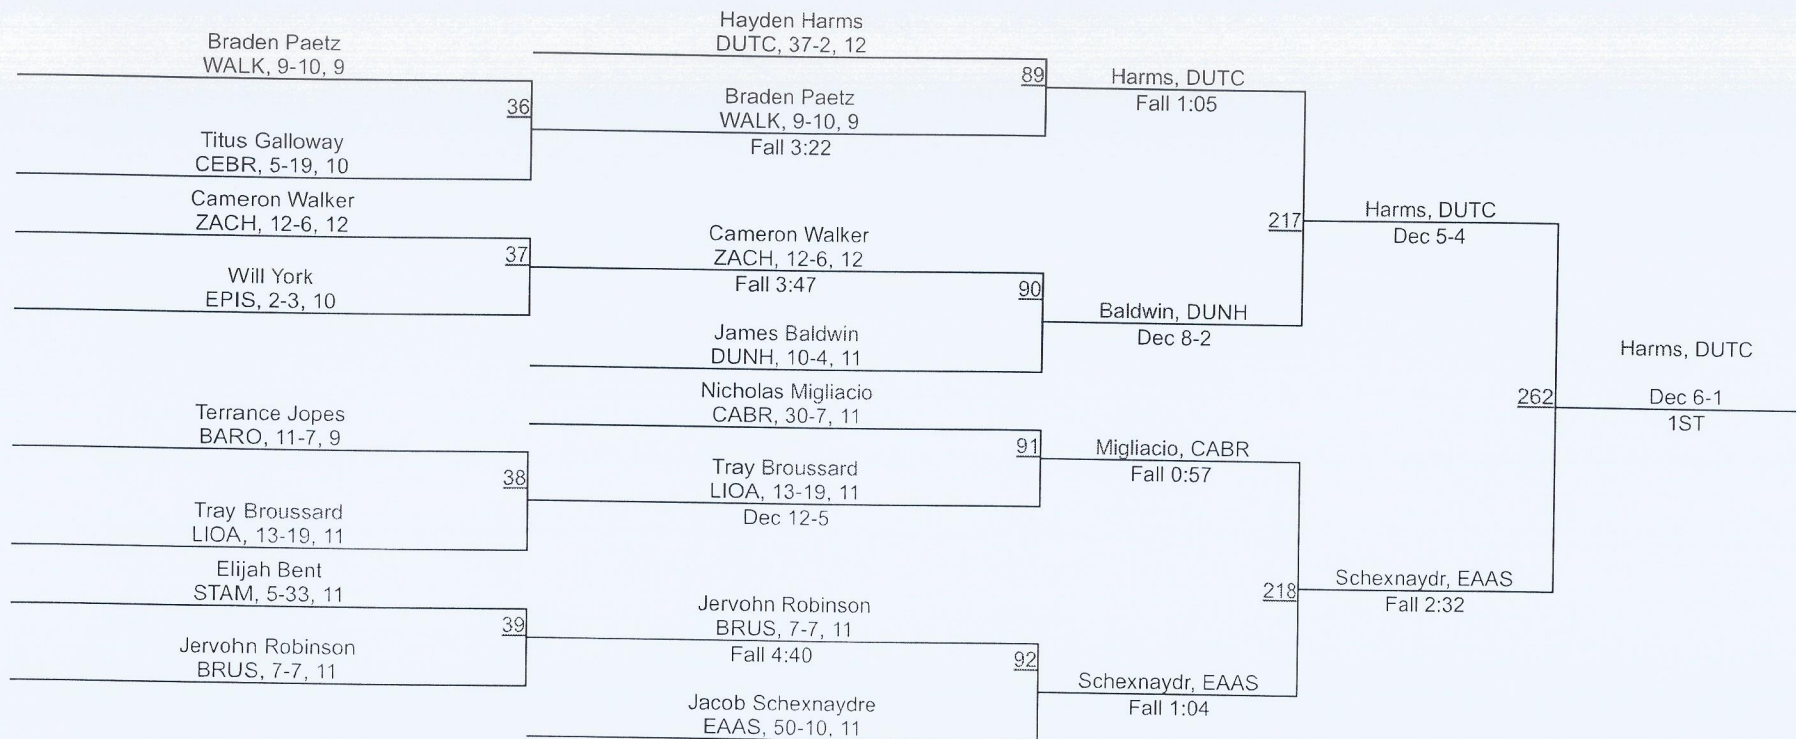 Braden Paetz
WALK, 9-10, 9
36
Titus Galloway
CEBR, 5-19, 10
Cameron Walker
ZACH, 12-6, 12
37
Will York
EPIS, 2-3, 10
Terrance Jopes
BARO, 11-7, 9
38
Tray Broussard
LIOA, 13-19, 11
Elijah Bent
STAM, 5-33, 11
39
Jervohn Robinson
BRUS, 7-7, 11
Hayden Harms
DUTC, 37-2, 12
89
Braden Paetz
WALK, 9-10, 9
Fall 3:22
Cameron Walker
ZACH, 12-6, 12
Fall 3:47
90
James Baldwin
DUNH, 10-4, 11
Nicholas Migliacio
CABR, 30-7, 11
91
Tray Broussard
LIOA, 13-19, 11
Dec 12-5
Jervohn Robinson
BRUS, 7-7, 11
Fall 4:40
92
Jacob Schexnaydre
EAAS, 50-10, 11
Harms, DUTC
Fall 1:05
217
Baldwin, DUNH
Dec 8-2
Migliacio, CABR
Fall 0:57
218
Schexnaydr, EAAS
Fall 1:04
Harms, DUTC
Dec 5-4
262
Schexnaydr, EAAS
Fall 2:32
Harms, DUTC
Dec 6-1
1ST